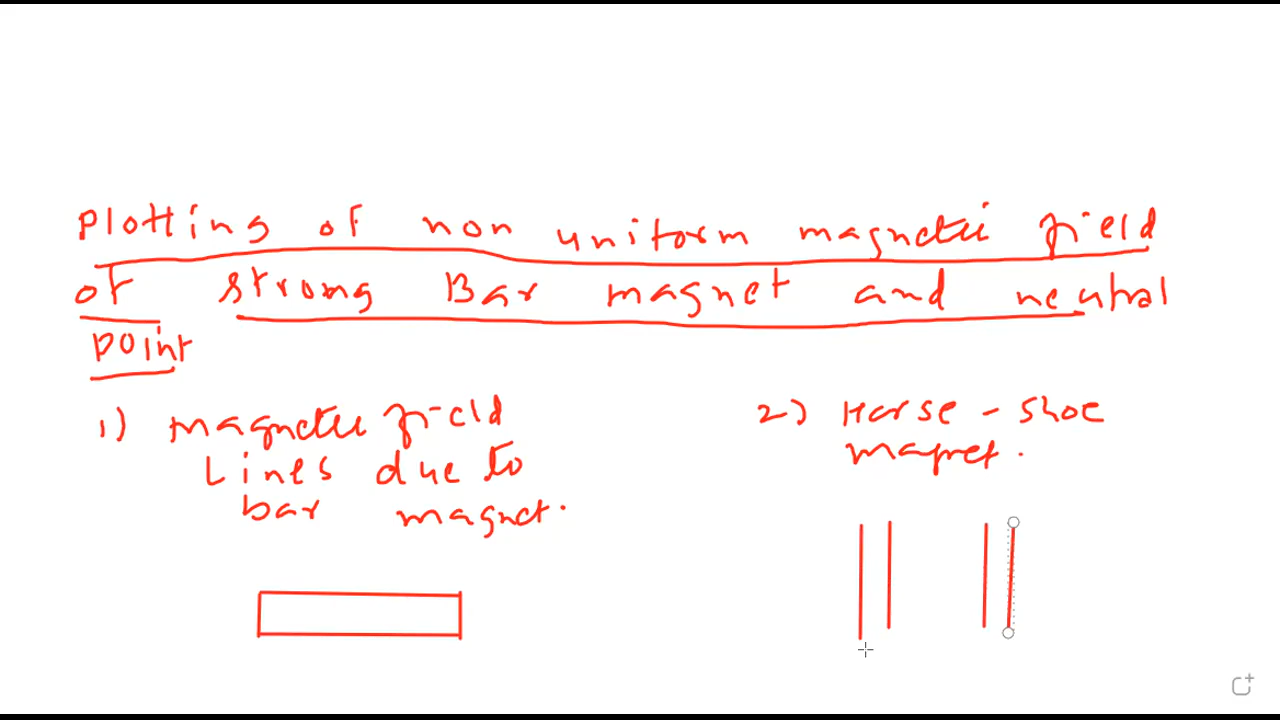 Plotting of non uniform magnetic field
of strong Bar magnet and neutral
point
1) magnetic field
Lines due to
bar magnet.
2) Horse - Shoe
magnet.